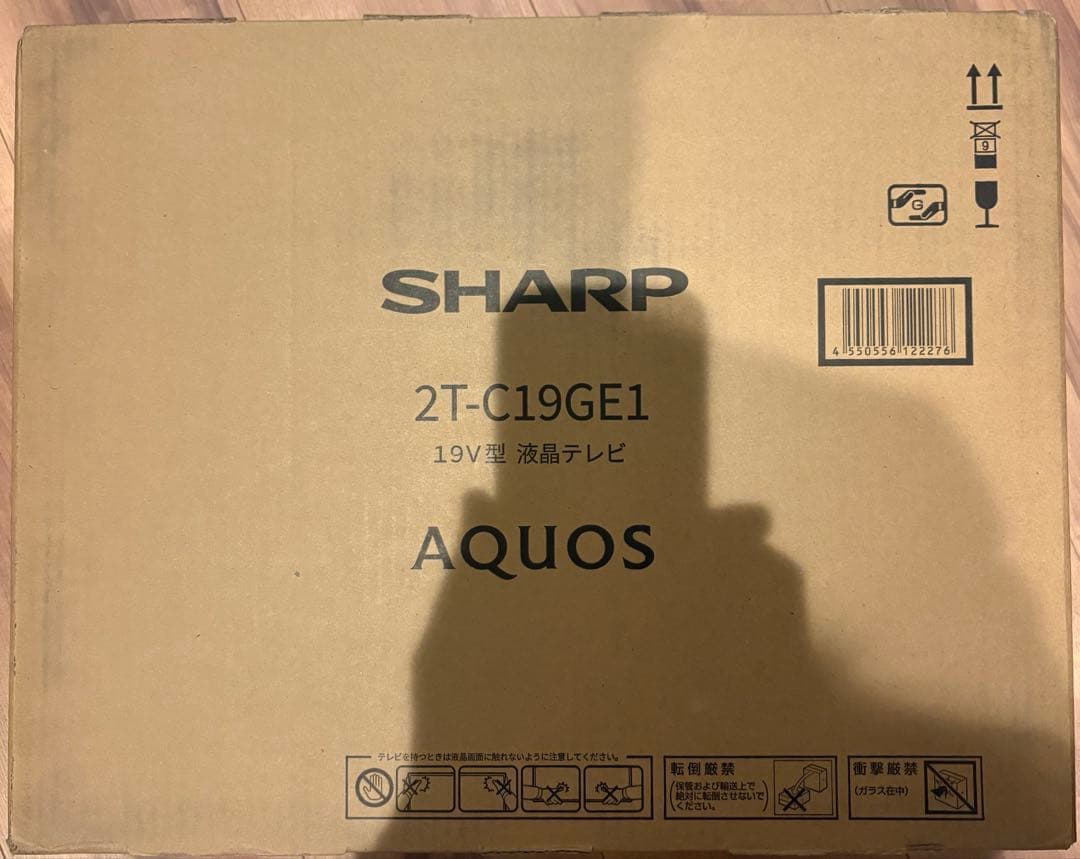 9
G
SHARP
4 550556 122276
2T-C19GE1
19V型 液晶テレビ
AQUOS
テレビを持つときは液晶画面に触れないように注意してください。
転倒厳禁
(保管および輸送上で
絶対に転倒させないで
ください。)
衝撃厳禁
(ガラス在中)